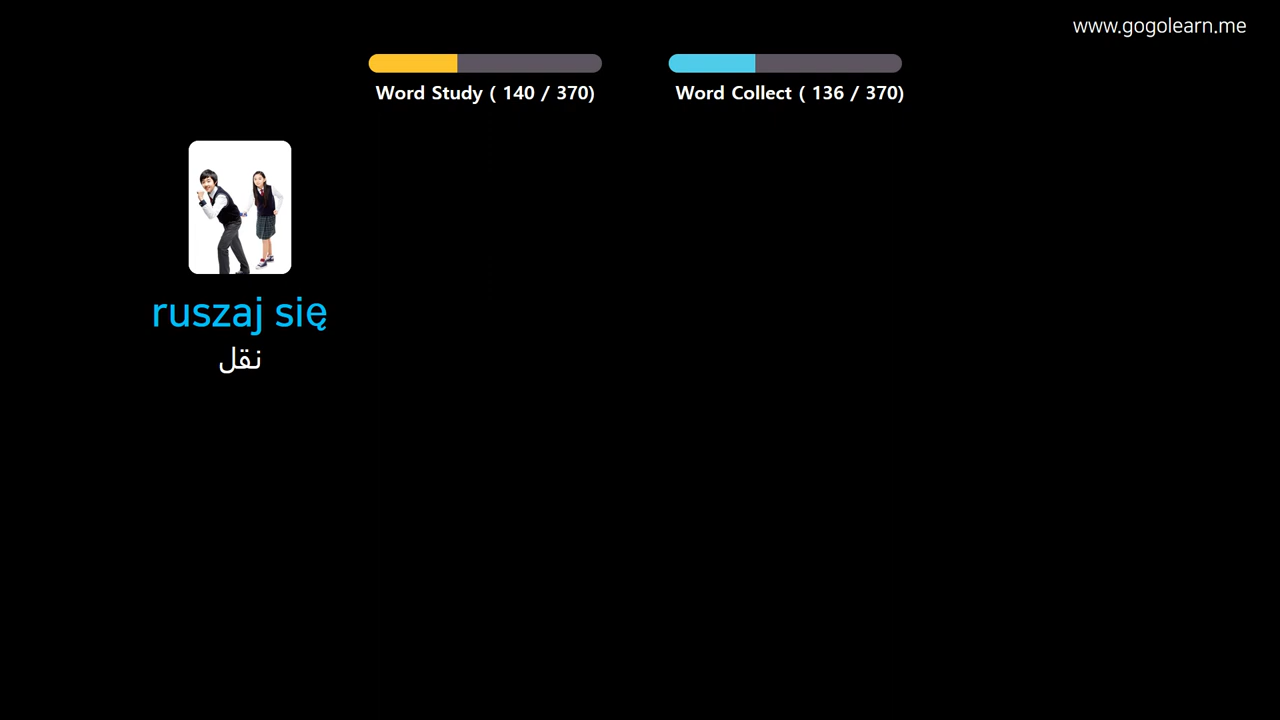 www.gogolearn.me
Word Study ( 140 / 370)
Word Collect ( 136 / 370)
ruszaj się
نقل